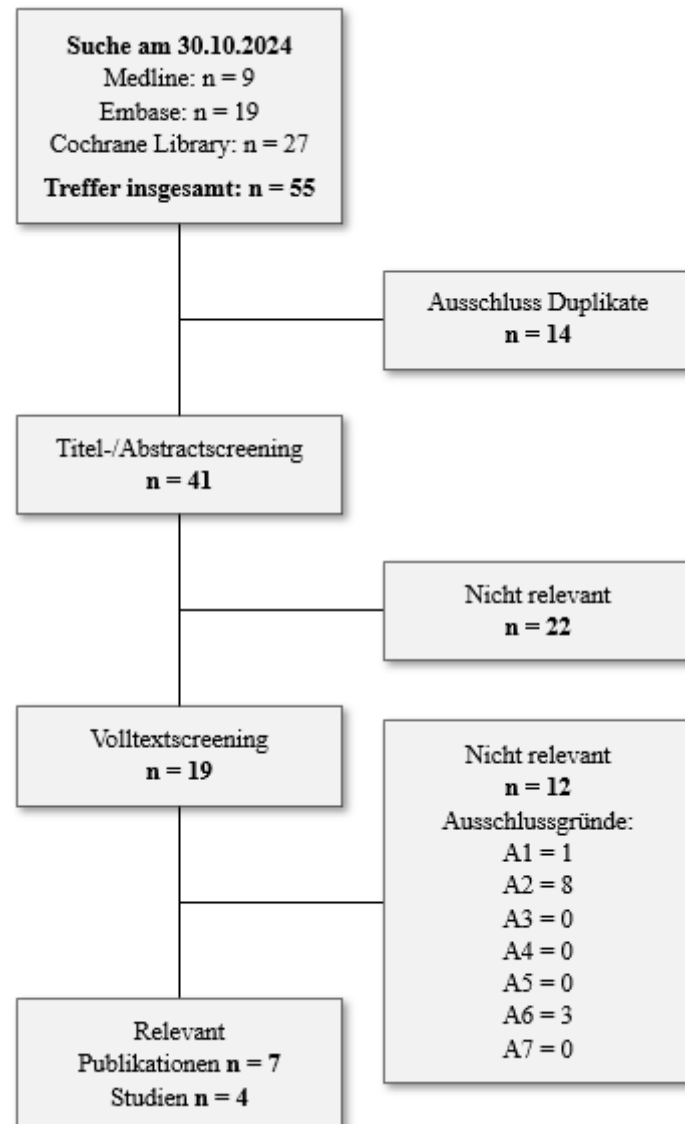 Suche am 30.10.2024
Medline: n = 9
Embase: n = 19
Cochrane Library: n = 27
Treffer insgesamt: n = 55
Ausschluss Duplikate
n = 14
Titel-/Abstractscreening
n = 41
Nicht relevant
n = 22
Volltextscreening
n = 19
Nicht relevant
n = 12
Ausschlussgründe:
A1 = 1
A2 = 8
A3 = 0
A4 = 0
A5 = 0
A6 = 3
A7 = 0
Relevant
Publikationen n = 7
Studien n = 4